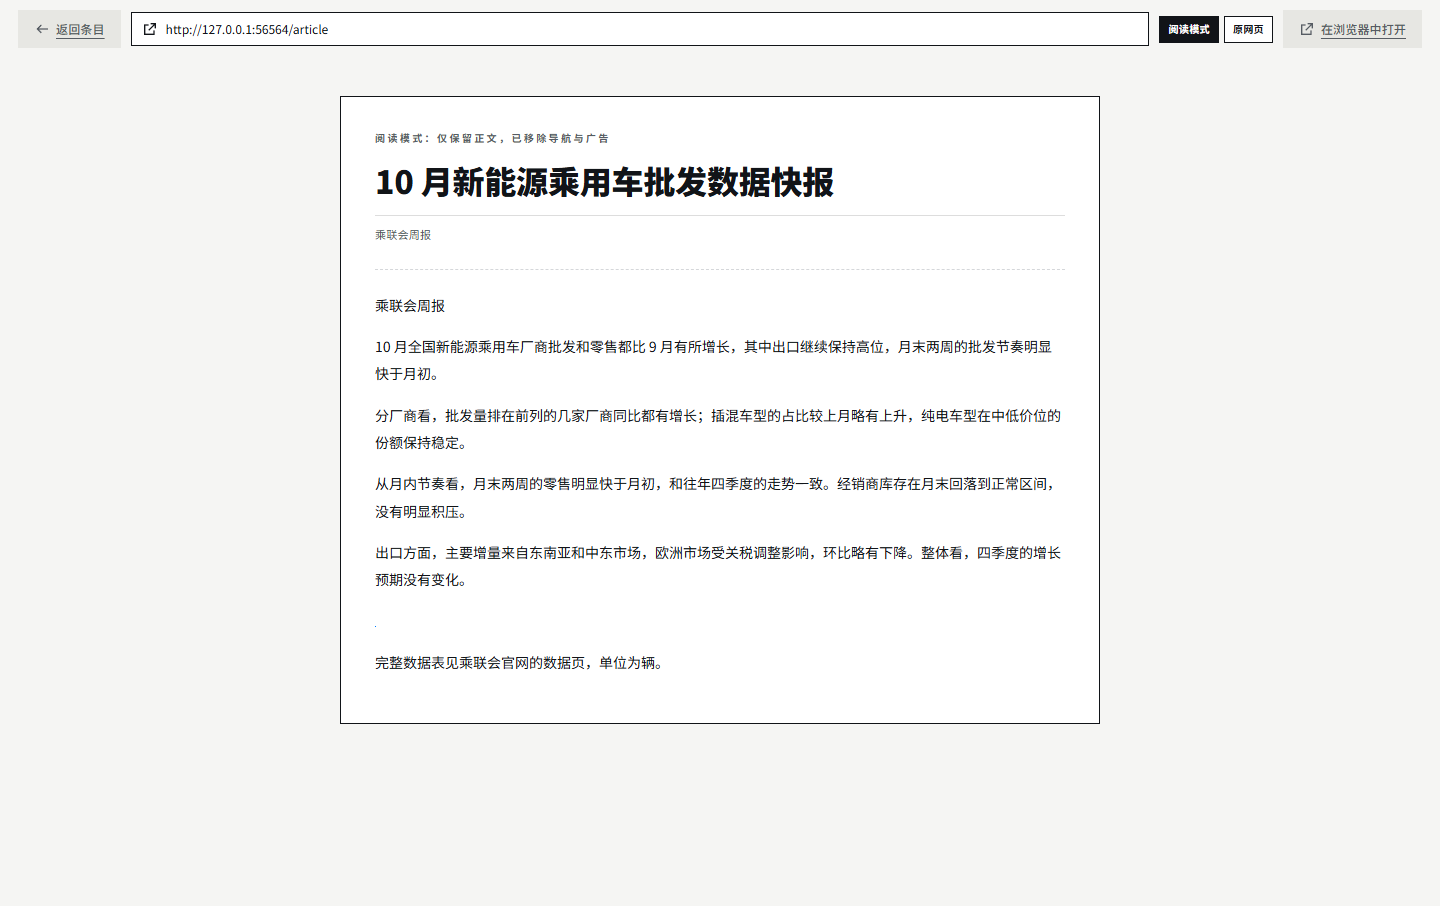 返回条目
http://127.0.0.1:56564/article
阅读模式
原网页
在浏览器中打开
阅读模式：仅保留正文，已移除导航与广告
10 月新能源乘用车批发数据快报
乘联会周报
乘联会周报
10 月全国新能源乘用车厂商批发和零售都比 9 月有所增长，其中出口继续保持高位，月末两周的批发节奏明显
快于月初。
分厂商看，批发量排在前列的几家厂商同比都有增长；插混车型的占比较上月略有上升，纯电车型在中低价位的
份额保持稳定。
从月内节奏看，月末两周的零售明显快于月初，和往年四季度的走势一致。经销商库存在月末回落到正常区间，
没有明显积压。
出口方面，主要增量来自东南亚和中东市场，欧洲市场受关税调整影响，环比略有下降。整体看，四季度的增长
预期没有变化。
完整数据表见乘联会官网的数据页，单位为辆。